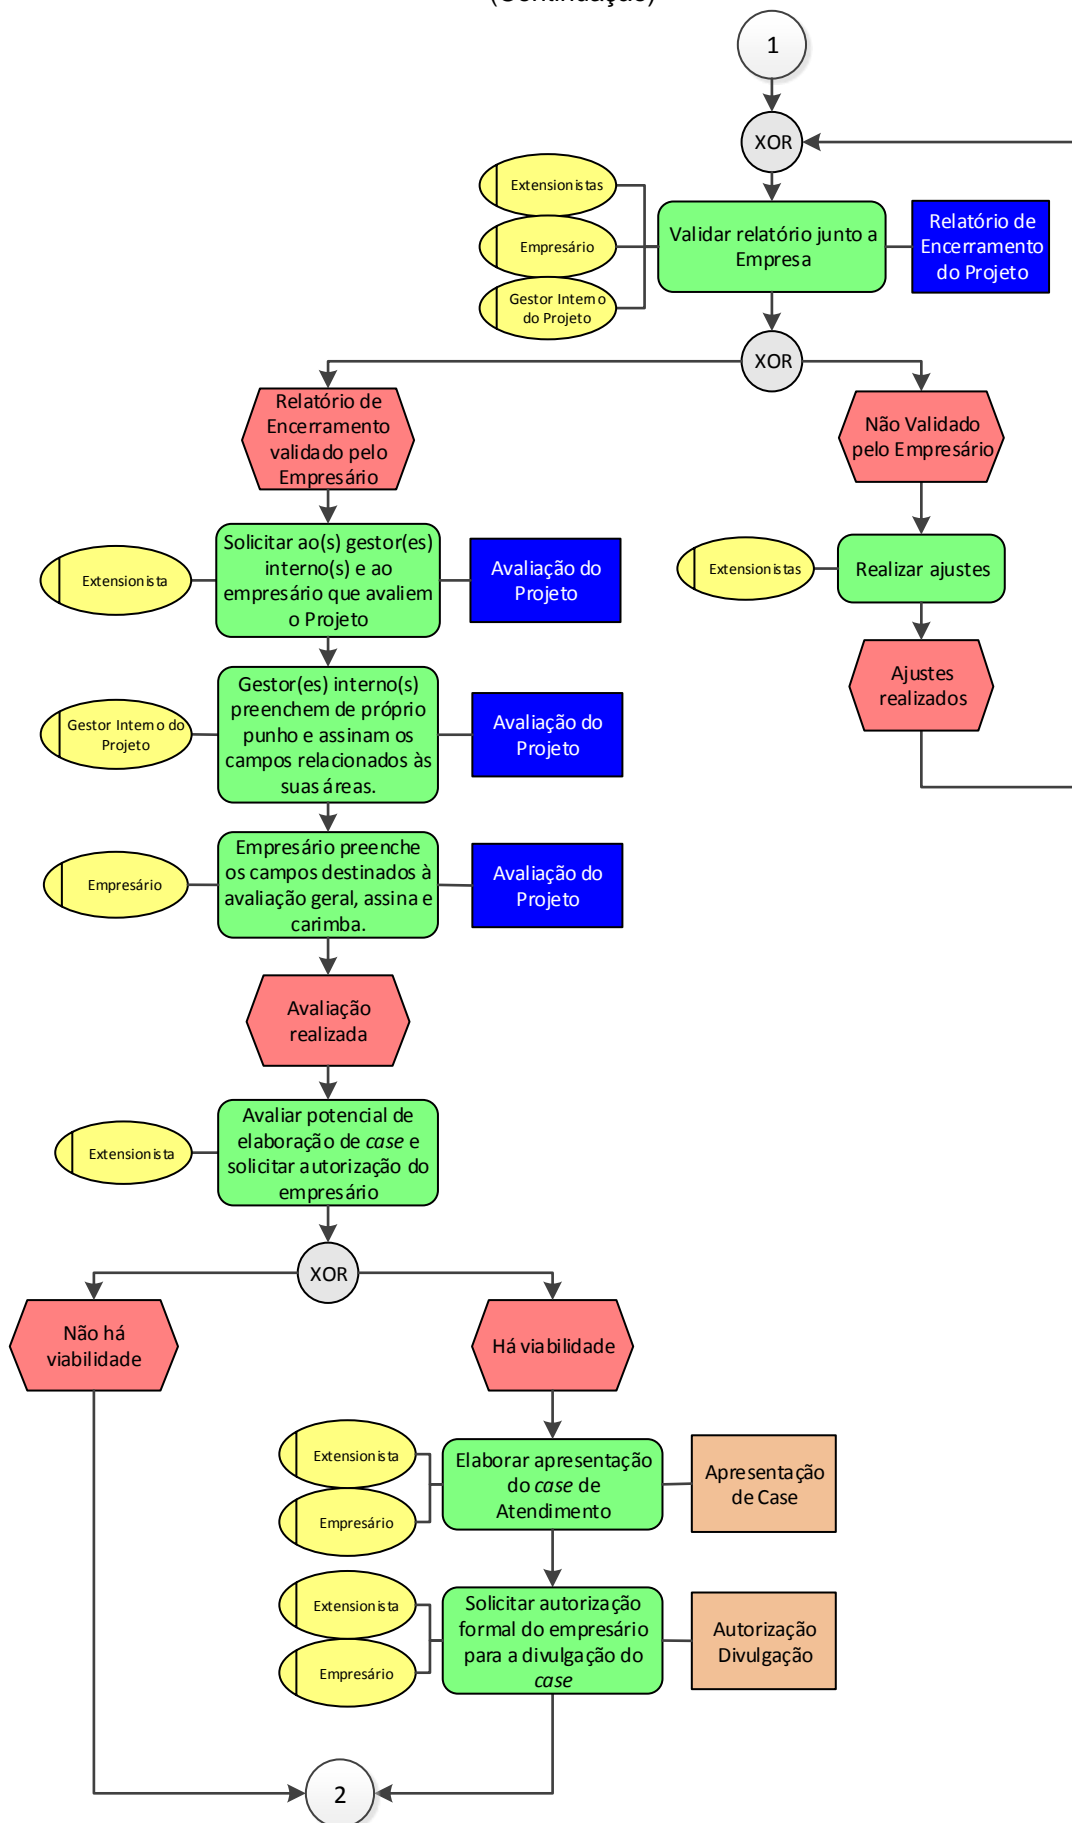 (Continuação)
1
XOR
Extensionistas
Empresário
Gestor Interno
do Projeto
Validar relatório junto a
Empresa
Relatório de
Encerramento
do Projeto
XOR
Relatório de
Encerramento
validado pelo
Empresário
Não Validado
pelo Empresário
Extensionista
Solicitar ao(s) gestor(es)
interno(s) e ao
empresário que avaliem
o Projeto
Avaliação do
Projeto
Extensionistas
Realizar ajustes
Ajustes
realizados
Gestor Interno do
Projeto
Gestor(es) interno(s)
preenchem de próprio
punho e assinam os
campos relacionados às
suas áreas.
Avaliação do
Projeto
Empresário
Empresário preenche
os campos destinados à
avaliação geral, assina e
carimba.
Avaliação do
Projeto
Avaliação
realizada
Extensionista
Avaliar potencial de
elaboração de case e
solicitar autorização do
empresário
XOR
Não há
viabilidade
Há viabilidade
Extensionista
Empresário
Elaborar apresentação
do case de
Atendimento
Apresentação
de Case
Extensionista
Empresário
Solicitar autorização
formal do empresário
para a divulgação do
case
Autorização
Divulgação
2